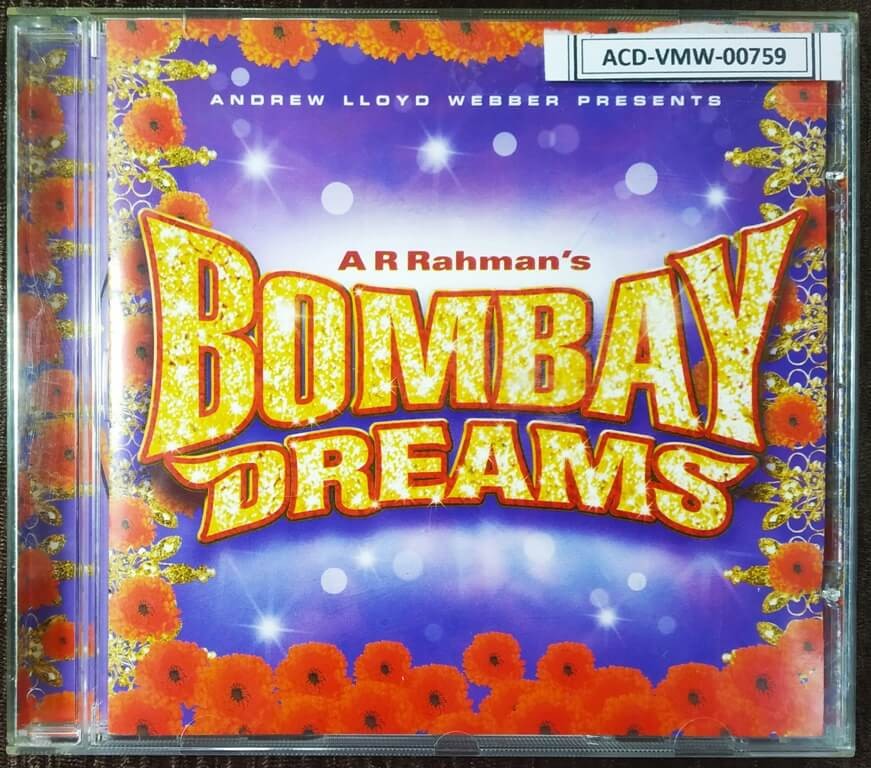 ACD-VMW-00759
ANDREW LLOYD WEBBER PRESENTS
A R Rahman's
BOMBAY
DREAMS